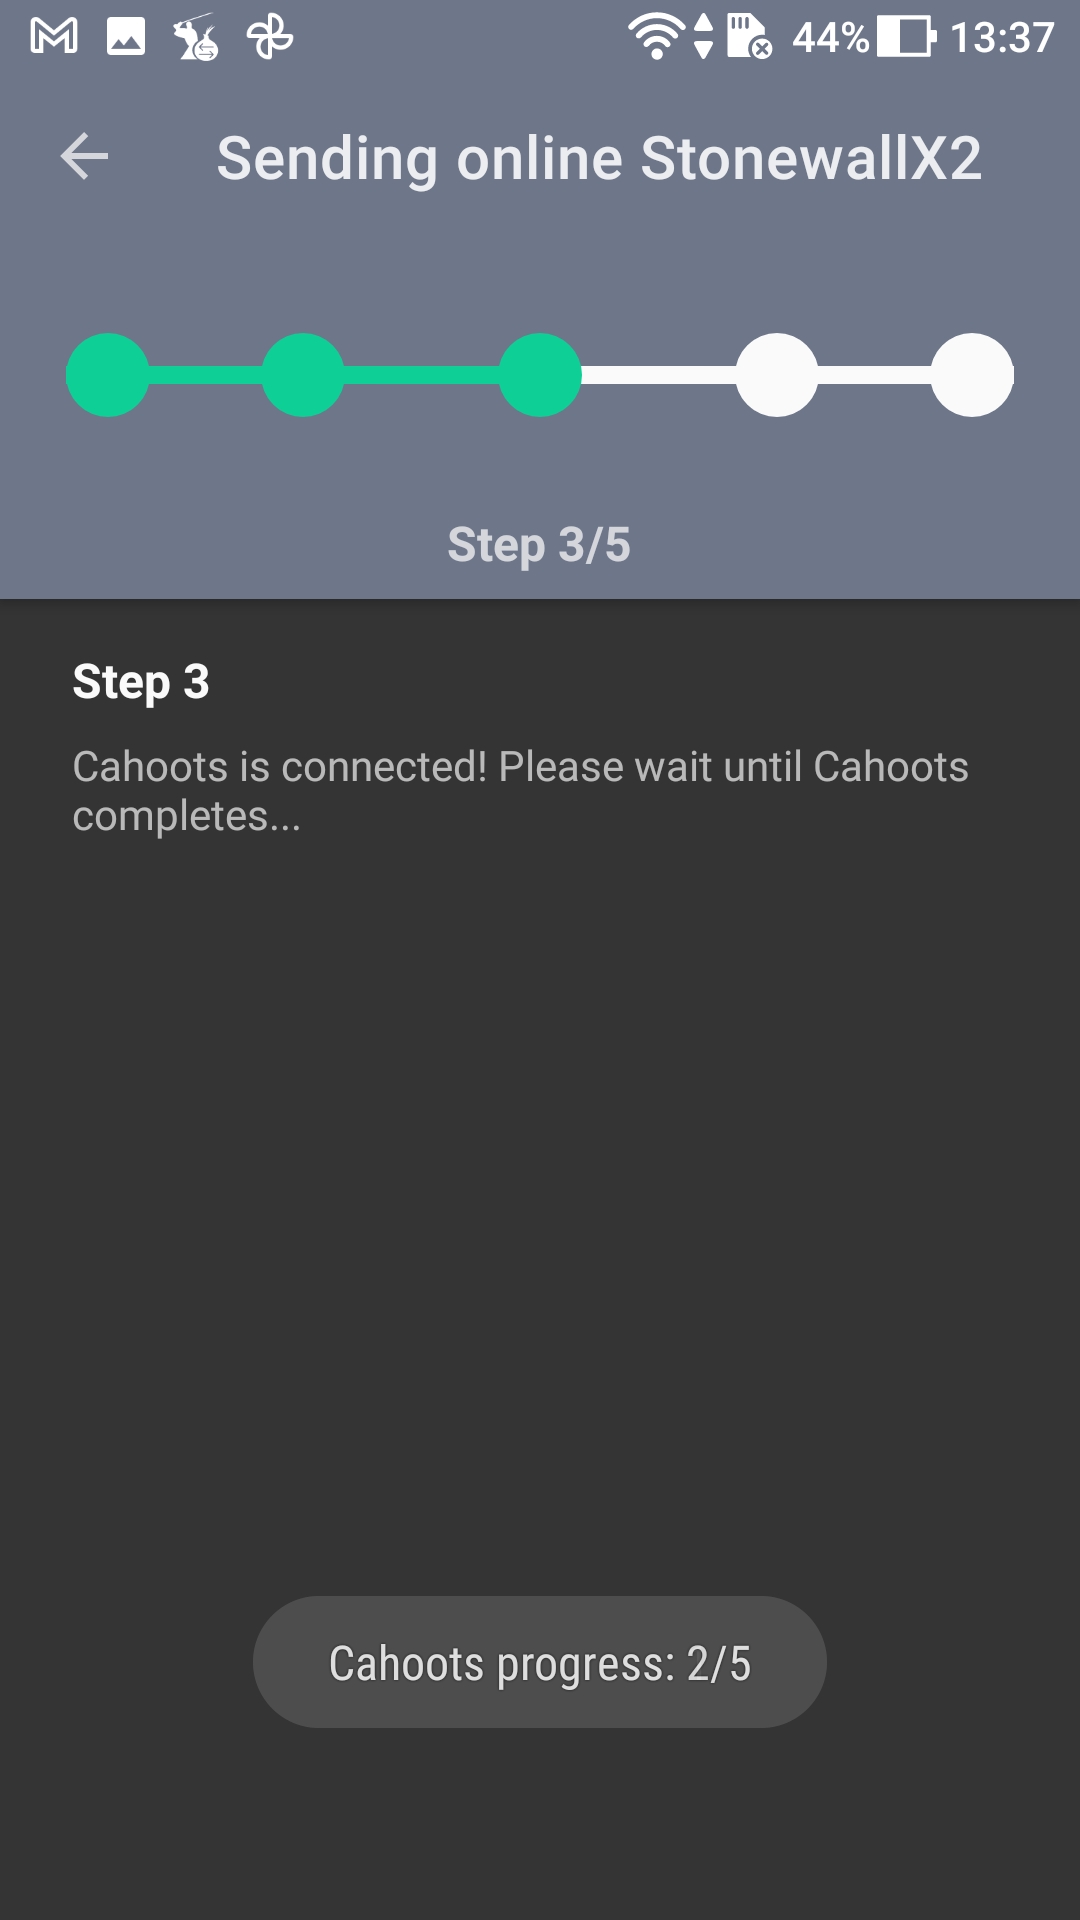 44% 13:37
Sending online StonewallX2
Step 3/5
Step 3
Cahoots is connected! Please wait until Cahoots
completes...
Cahoots progress: 2/5